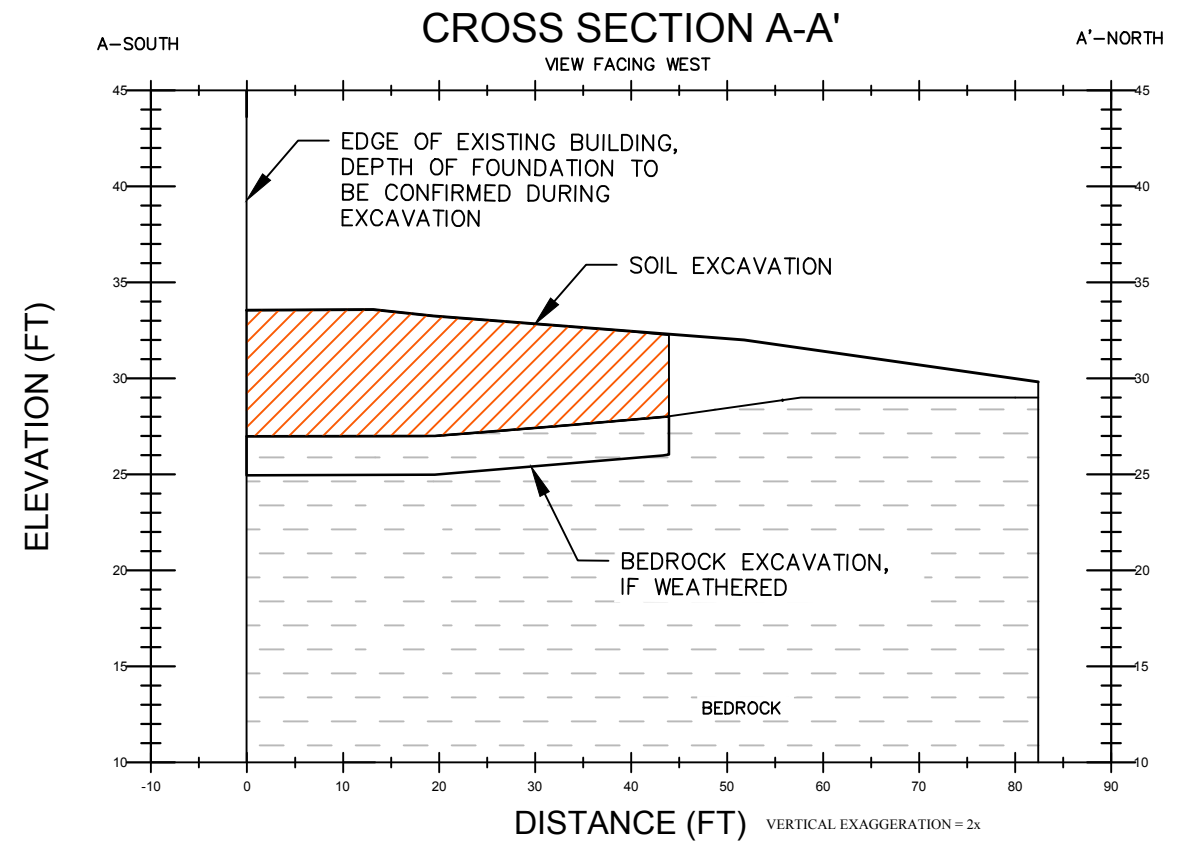 CROSS SECTION A-A'
A-SOUTH
A'-NORTH
VIEW FACING WEST
45
45
EDGE OF EXISTING BUILDING,
DEPTH OF FOUNDATION TO
BE CONFIRMED DURING
EXCAVATION
40
40
SOIL EXCAVATION
35
35
ELEVATION (FT)
30
30
25
25
BEDROCK EXCAVATION,
IF WEATHERED
20
20
15
15
BEDROCK
10
10
-10 0 10 20 30 40 50 60 70 80 90
DISTANCE (FT)
VERTICAL EXAGGERATION = 2x